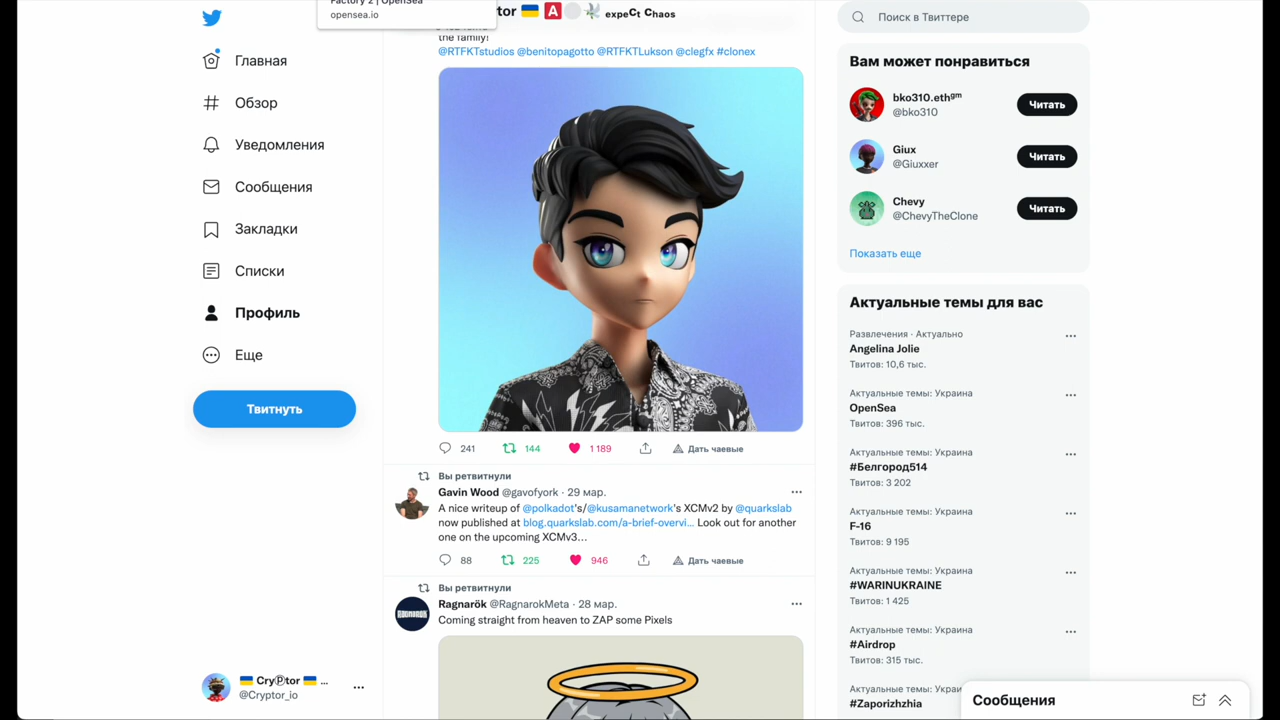 Factory 2 | OpenSea
opensea.io
tor 🇺🇦 🅰 expeCt Chaos
the family!
@RTFKTstudios @benitopagotto @RTFKTLukson @clegfx #clonex
241 144 1 189 Дать чаевые
Вы ретвитнули
Gavin Wood @gavofyork · 29 мар.
A nice writeup of @polkadot's/@kusamanetwork's XCMv2 by @quarkslab
now published at blog.quarkslab.com/a-brief-overvi... Look out for another
one on the upcoming XCMv3...
88 225 946 Дать чаевые
Вы ретвитнули
RAGNARÖK
Ragnarök @RagnarokMeta · 28 мар.
Coming straight from heaven to ZAP some Pixels
Главная
Обзор
Уведомления
Сообщения
Закладки
Списки
Профиль
Еще
Твитнуть
🇺🇦 CryⓅtor 🇺🇦 ...
@Cryptor_io
Поиск в Твиттере
Вам может понравиться
bko310.ethᵍᵐ
@bko310
Читать
Giux
@Giuxxer
Читать
Chevy
@ChevyTheClone
Читать
Показать еще
Актуальные темы для вас
Развлечения · Актуально
Angelina Jolie
Твитов: 10,6 тыс.
Актуальные темы: Украина
OpenSea
Твитов: 396 тыс.
Актуальные темы: Украина
#Белгород514
Твитов: 3 202
Актуальные темы: Украина
F-16
Твитов: 9 195
Актуальные темы: Украина
#WARINUKRAINE
Твитов: 1 425
Актуальные темы: Украина
#Airdrop
Твитов: 315 тыс.
Актуальные темы: Украина
#Zaporizhzhia
Сообщения